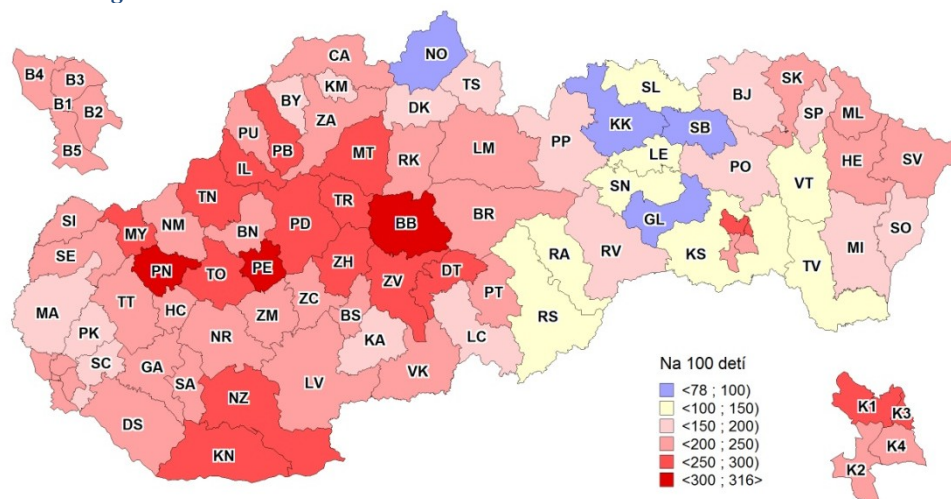 B4
B3
B1
B2
B5
CA
NO
KM
TS
BY
DK
ZA
PU
PB
MT
RK
LM
PP
IL
SL
KK
SB
BJ
SK
SP
ML
LE
PO
HE
SV
SN
VT
TN
TR
BB
BR
GL
SI
NM
MY
BN
PD
SE
PN
TO
PE
ZH
ZV
DT
RA
RV
KS
MI
SO
TV
MA
TT
HC
ZM
ZC
BS
PT
RS
PK
KA
LC
SC
GA
NR
SA
LV
VK
DS
NZ
KN
Na 100 detí
<78 ; 100)
<100 ; 150)
<150 ; 200)
<200 ; 250)
<250 ; 300)
<300 ; 316>
K1
K3
K4
K2